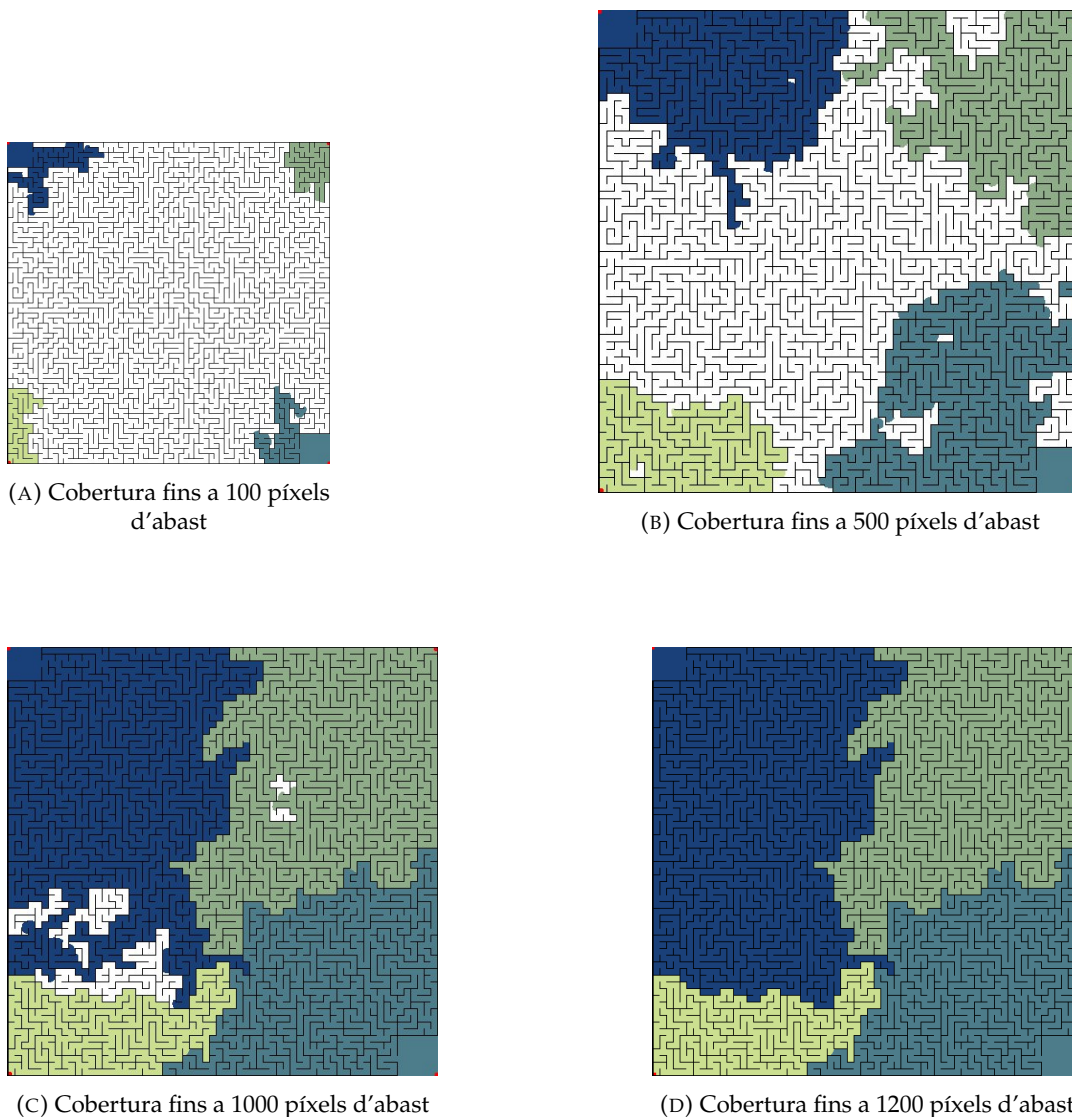 (A) Cobertura fins a 100 píxels
d'abast
(B) Cobertura fins a 500 píxels d'abast
(C) Cobertura fins a 1000 píxels d'abast
(D) Cobertura fins a 1200 píxels d'abast